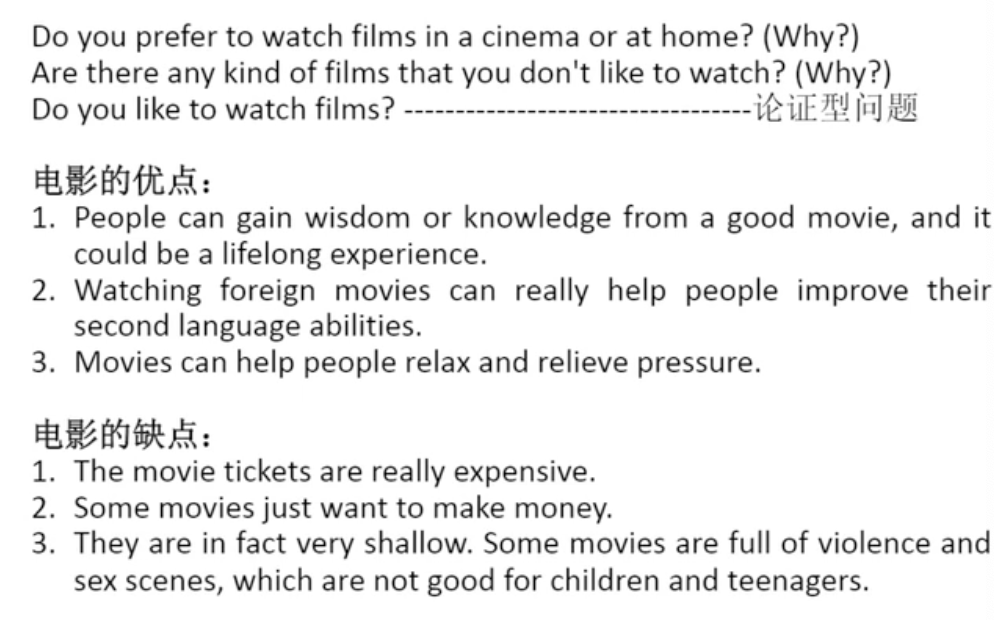 Do you prefer to watch films in a cinema or at home? (Why?)
Are there any kind of films that you don't like to watch? (Why?)
Do you like to watch films? ----------------------------------论证型问题
电影的优点：
1. People can gain wisdom or knowledge from a good movie, and it
could be a lifelong experience.
2. Watching foreign movies can really help people improve their
second language abilities.
3. Movies can help people relax and relieve pressure.
电影的缺点：
1. The movie tickets are really expensive.
2. Some movies just want to make money.
3. They are in fact very shallow. Some movies are full of violence and
sex scenes, which are not good for children and teenagers.